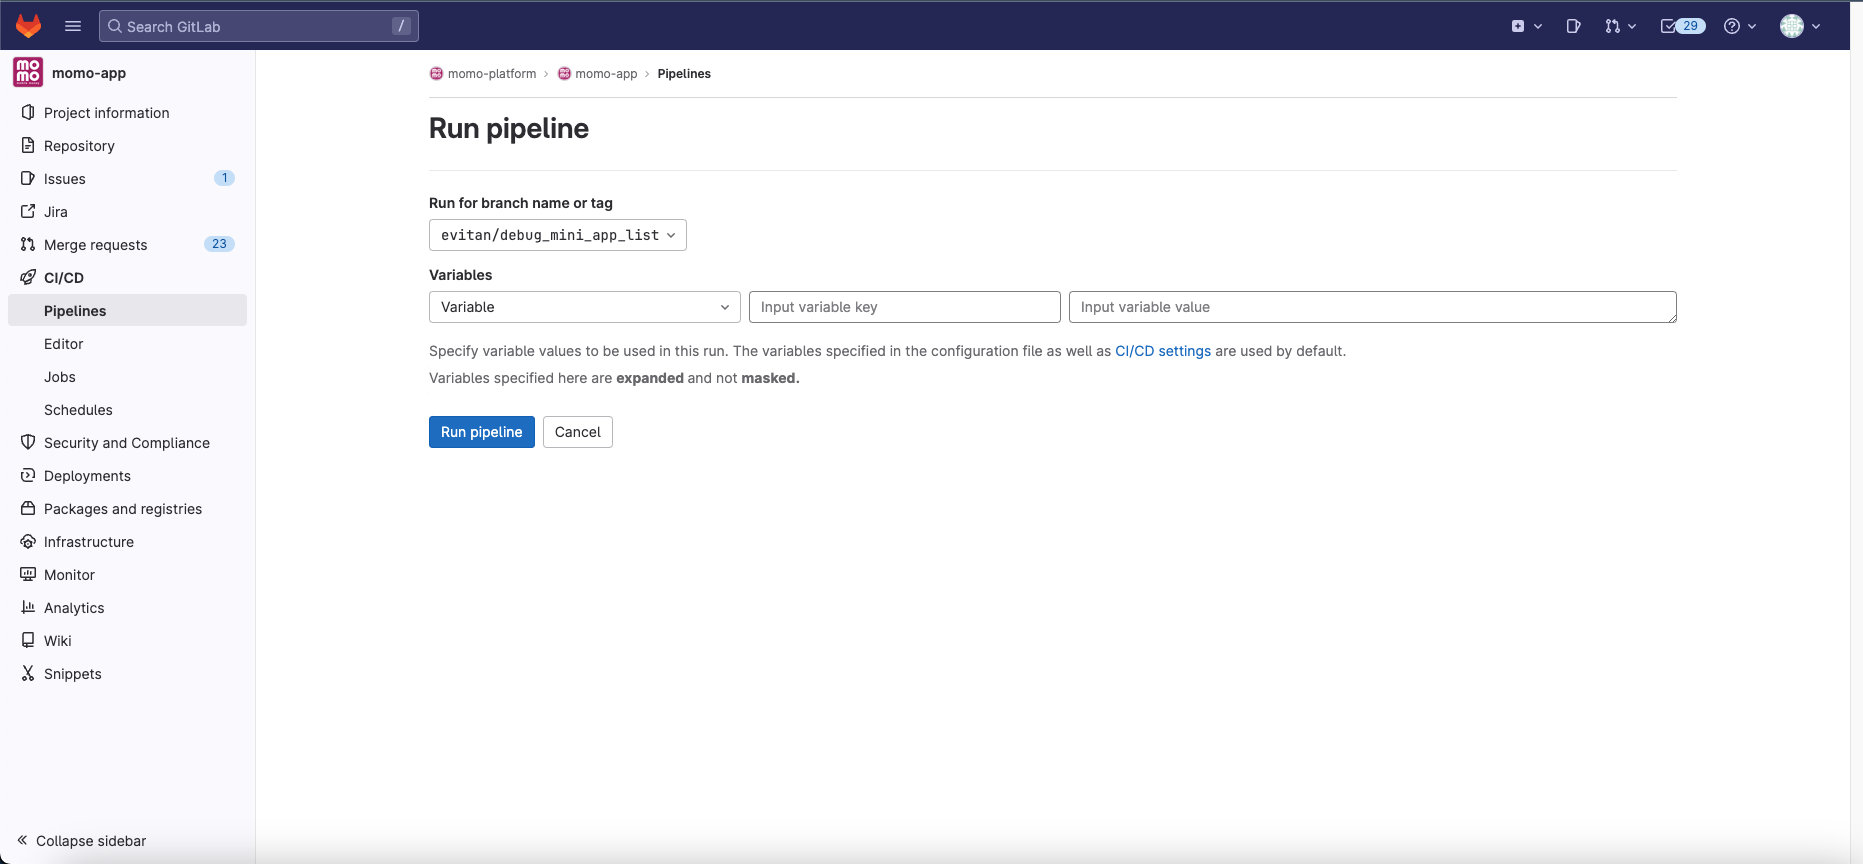 Search GitLab /
29
momo
momo-app
momo-platform › momo-app › Pipelines
Project information
Repository
Issues 1
Jira
Merge requests 23
CI/CD
Pipelines
Editor
Jobs
Schedules
Security and Compliance
Deployments
Packages and registries
Infrastructure
Monitor
Analytics
Wiki
Snippets
Collapse sidebar
Run pipeline
Run for branch name or tag
evitan/debug_mini_app_list
Variables
Variable Input variable key Input variable value
Specify variable values to be used in this run. The variables specified in the configuration file as well as CI/CD settings are used by default.
Variables specified here are expanded and not masked.
Run pipeline Cancel